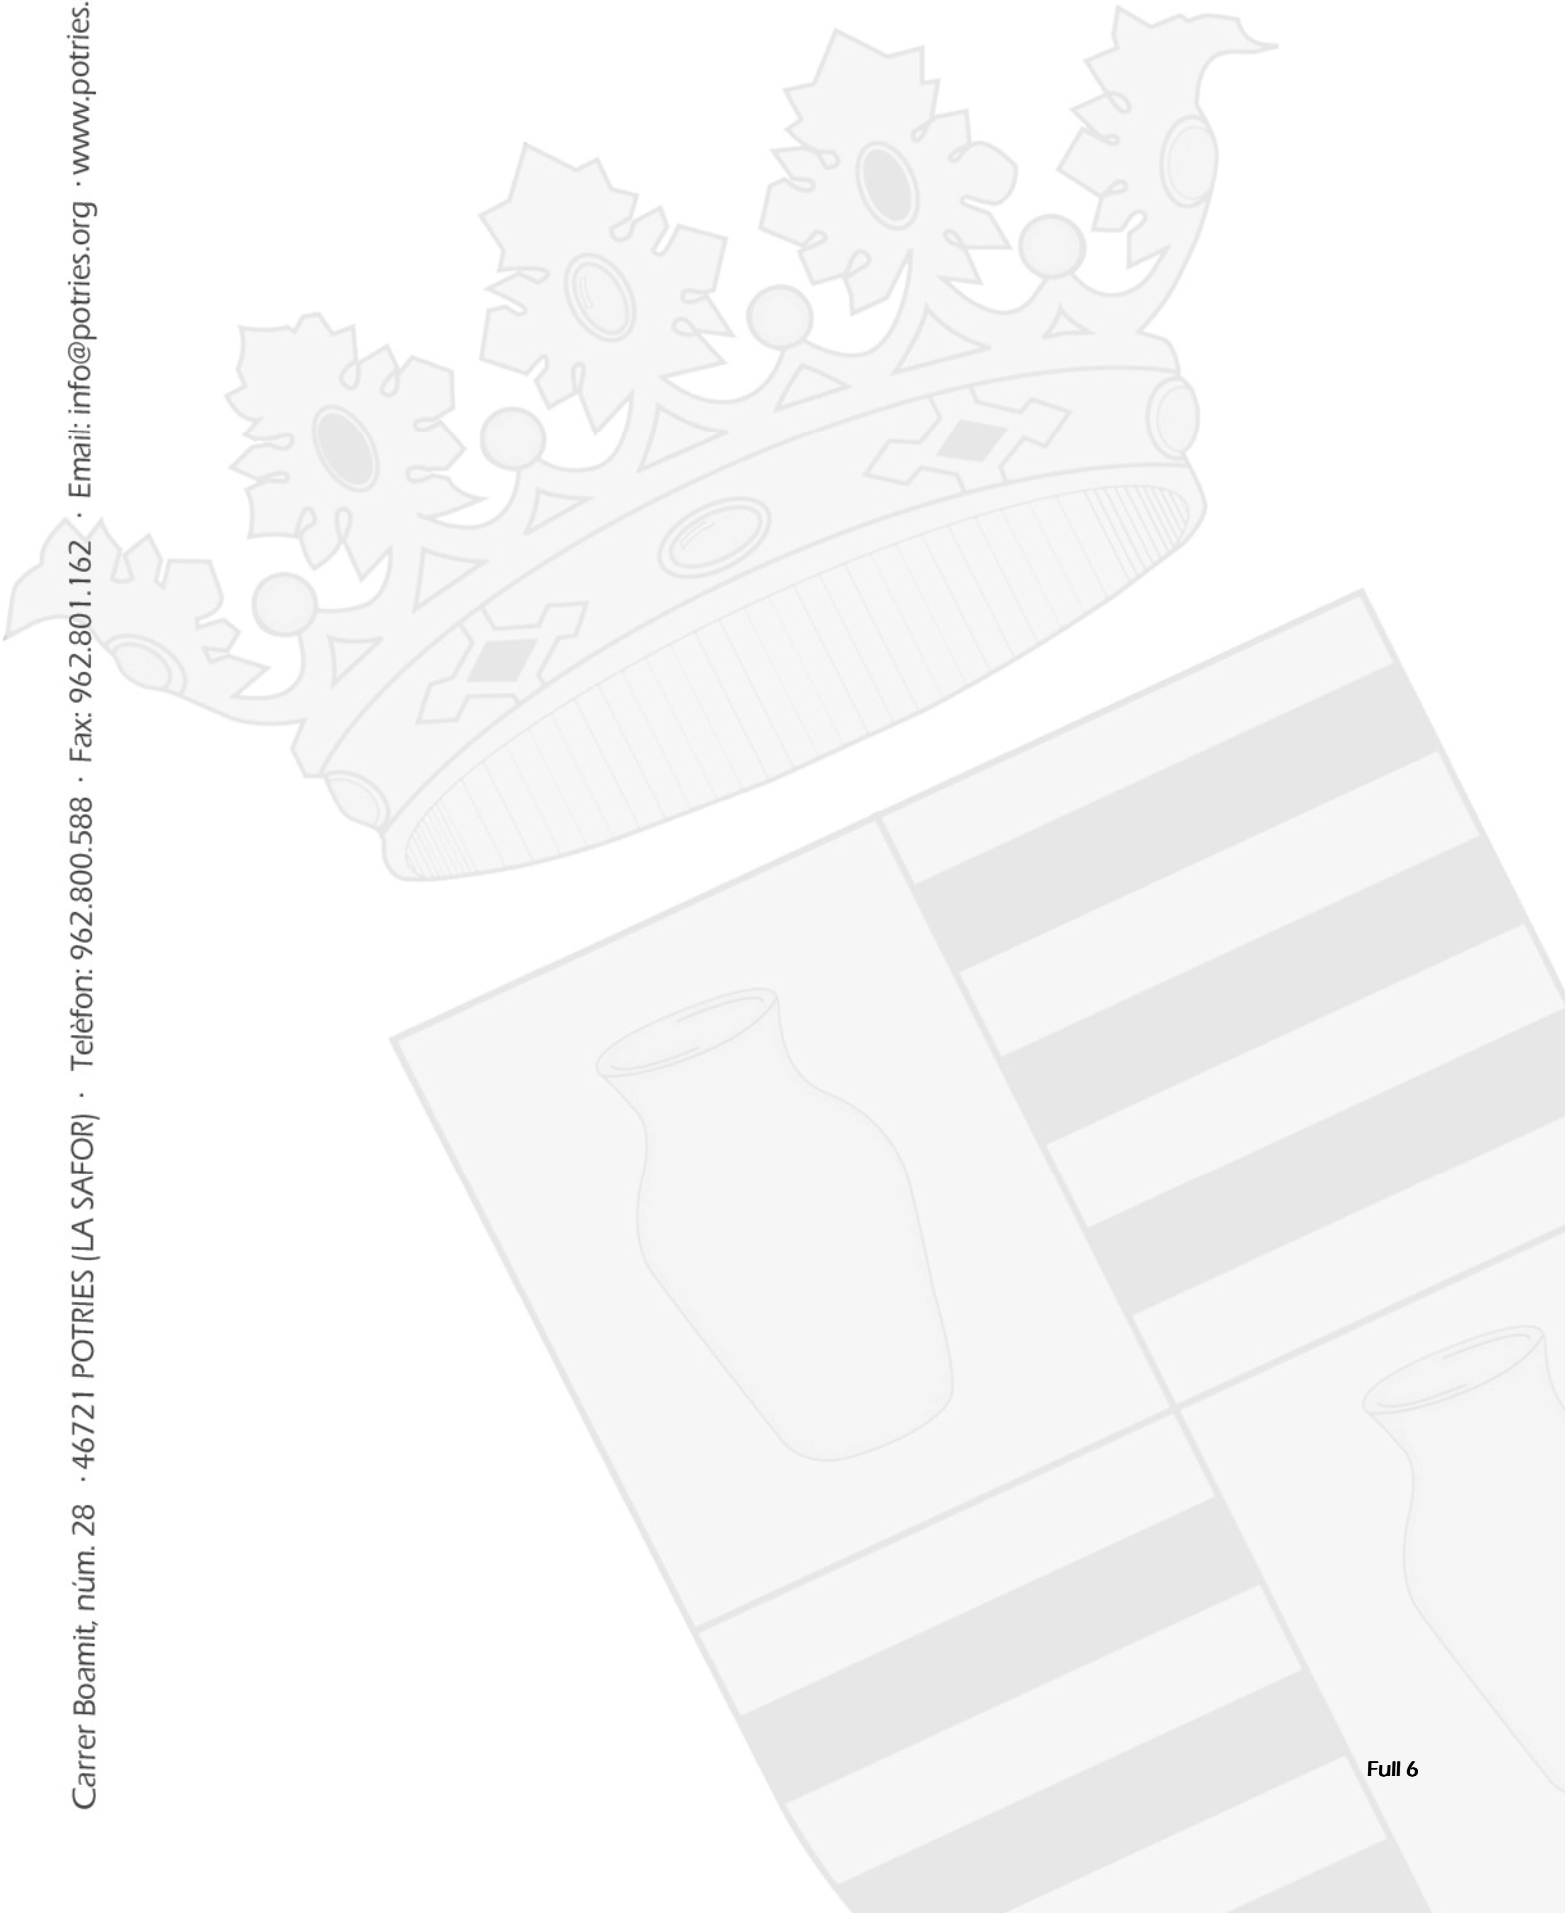 Carrer Boamit, núm. 28 · 46721 POTRIES (LA SAFOR) · Telèfon: 962.800.588 · Fax: 962.801.162 · Email: info@potries.org · www.potries.
Full 6